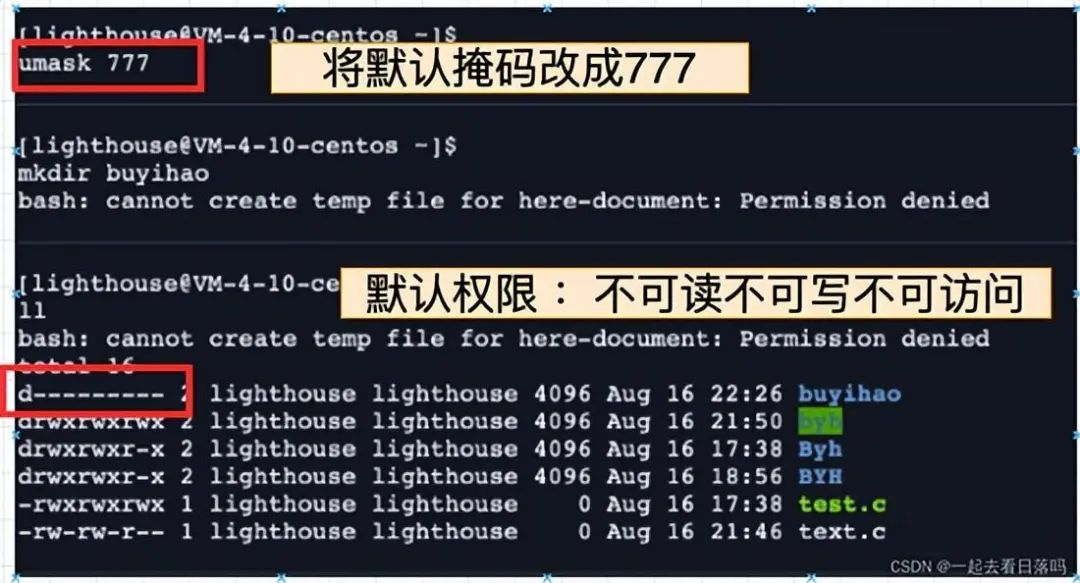 [lighthouse@VM-4-10-centos ~]$
umask 777
将默认掩码改成777
[lighthouse@VM-4-10-centos ~]$
mkdir buyihao
bash: cannot create temp file for here-document: Permission denied
[lighthouse@VM-4-10-ce
默认权限：不可读不可写不可访问
ll
bash: cannot create temp file for here-document: Permission denied
total 16
d--------- 2 lighthouse lighthouse 4096 Aug 16 22:26 buyihao
drwxrwxrwx 2 lighthouse lighthouse 4096 Aug 16 21:50 byh
drwxrwxr-x 2 lighthouse lighthouse 4096 Aug 16 17:38 Byh
drwxrwxr-x 2 lighthouse lighthouse 4096 Aug 16 18:56 BYH
-rwxrwxrwx 1 lighthouse lighthouse 0 Aug 16 17:38 test.c
-rw-rw-r-- 1 lighthouse lighthouse 0 Aug 16 21:46 text.c
CSDN @一起去看日落吗